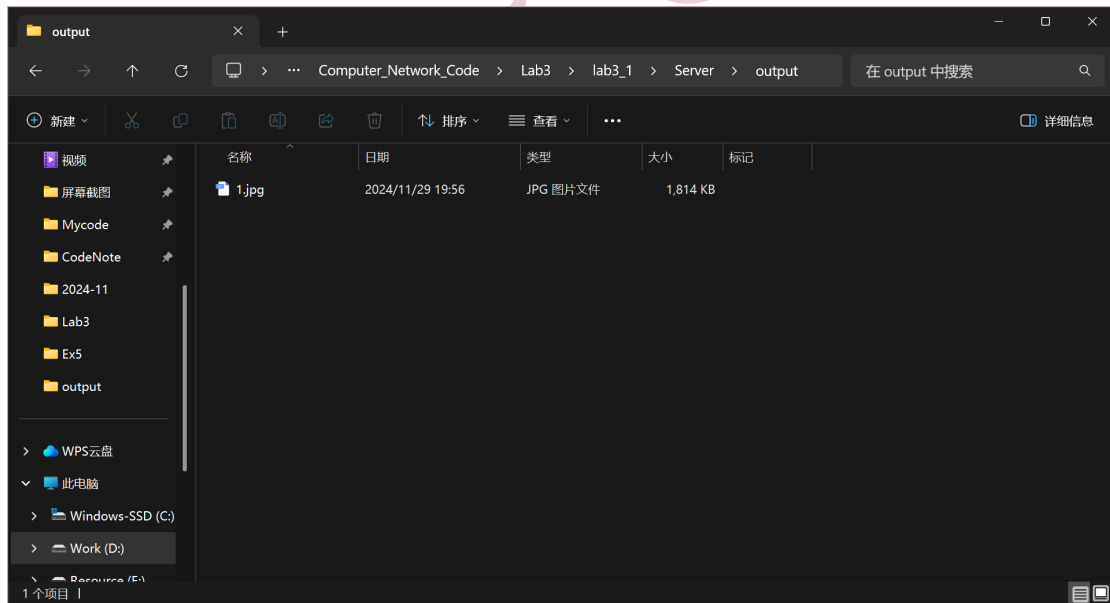 output
Computer_Network_Code > Lab3 > lab3_1 > Server > output
在 output 中搜索
新建
排序
查看
详细信息
名称 日期 类型 大小 标记
1.jpg 2024/11/29 19:56 JPG 图片文件 1,814 KB
视频
屏幕截图
Mycode
CodeNote
2024-11
Lab3
Ex5
output
WPS云盘
此电脑
Windows-SSD (C:)
Work (D:)
Resource (E:)
1 个项目